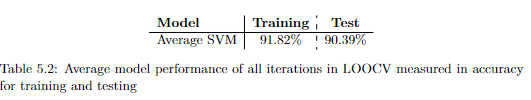 Model Training Test
Average SVM 91.82% 90.39%
Table 5.2: Average model performance of all iterations in LOOCV measured in accuracy
for training and testing